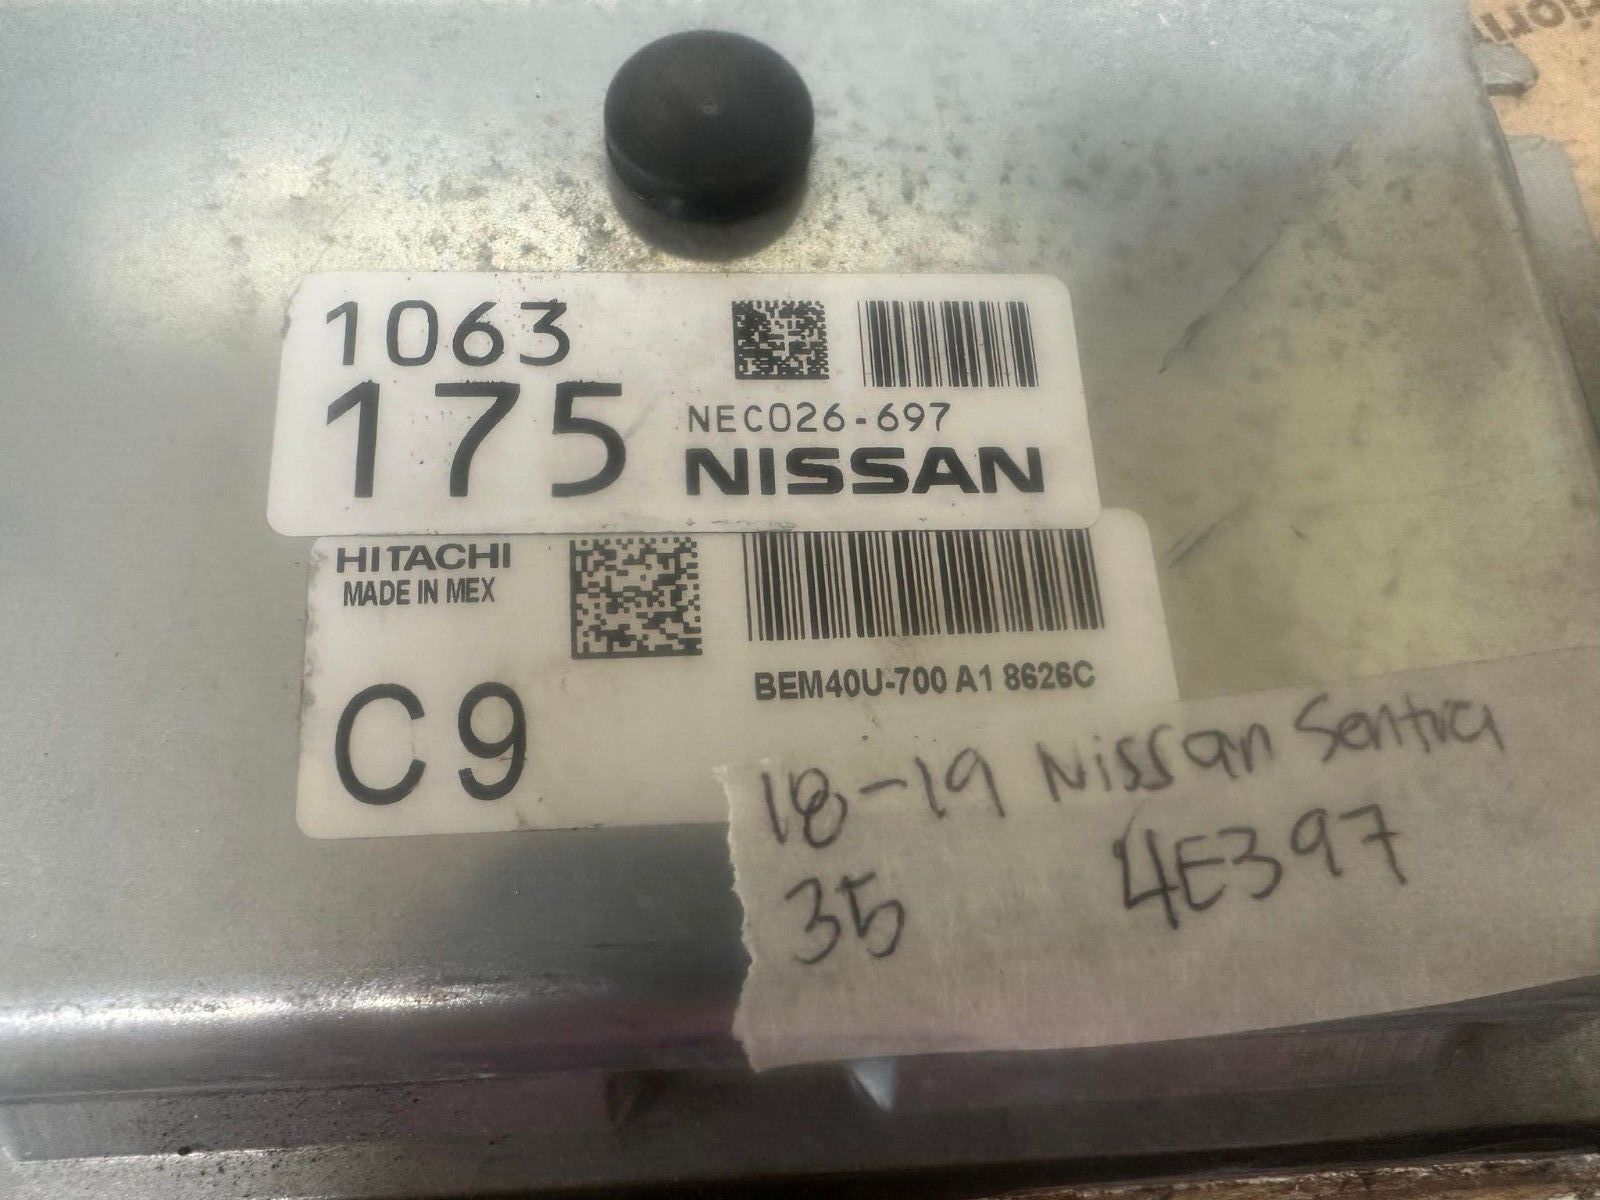 1063
175
NEC026-697
NISSAN
HITACHI
MADE IN MEX
C9
BEM40U-700 A1 8626C
18-19 Nissan Sentra
35 4E397